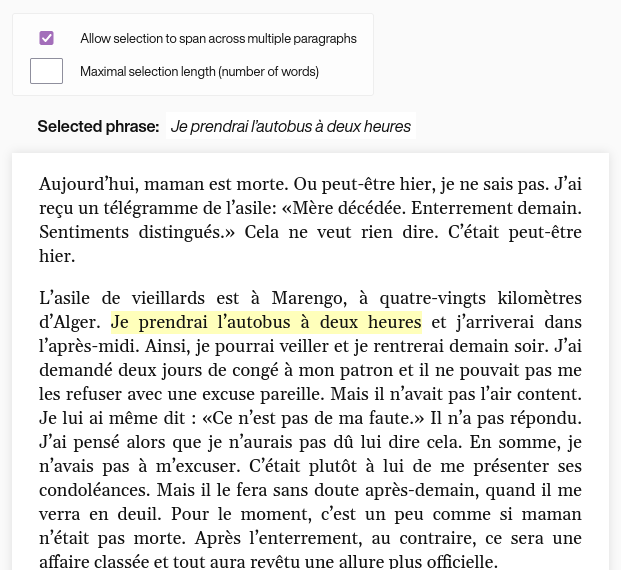 Allow selection to span across multiple paragraphs
Maximal selection length (number of words)
Selected phrase: Je prendrai l'autobus à deux heures
Aujourd'hui, maman est morte. Ou peut-être hier, je ne sais pas. J'ai
reçu un télégramme de l'asile: «Mère décédée. Enterrement demain.
Sentiments distingués.» Cela ne veut rien dire. C'était peut-être
hier.
L'asile de vieillards est à Marengo, à quatre-vingts kilomètres
d'Alger. Je prendrai l'autobus à deux heures et j'arriverai dans
l'après-midi. Ainsi, je pourrai veiller et je rentrerai demain soir. J'ai
demandé deux jours de congé à mon patron et il ne pouvait pas me
les refuser avec une excuse pareille. Mais il n'avait pas l'air content.
Je lui ai même dit : «Ce n'est pas de ma faute.» Il n'a pas répondu.
J'ai pensé alors que je n'aurais pas dû lui dire cela. En somme, je
n'avais pas à m'excuser. C'était plutôt à lui de me présenter ses
condoléances. Mais il le fera sans doute après-demain, quand il me
verra en deuil. Pour le moment, c'est un peu comme si maman
n'était pas morte. Après l'enterrement, au contraire, ce sera une
affaire classée et tout aura revêtu une allure plus officielle.